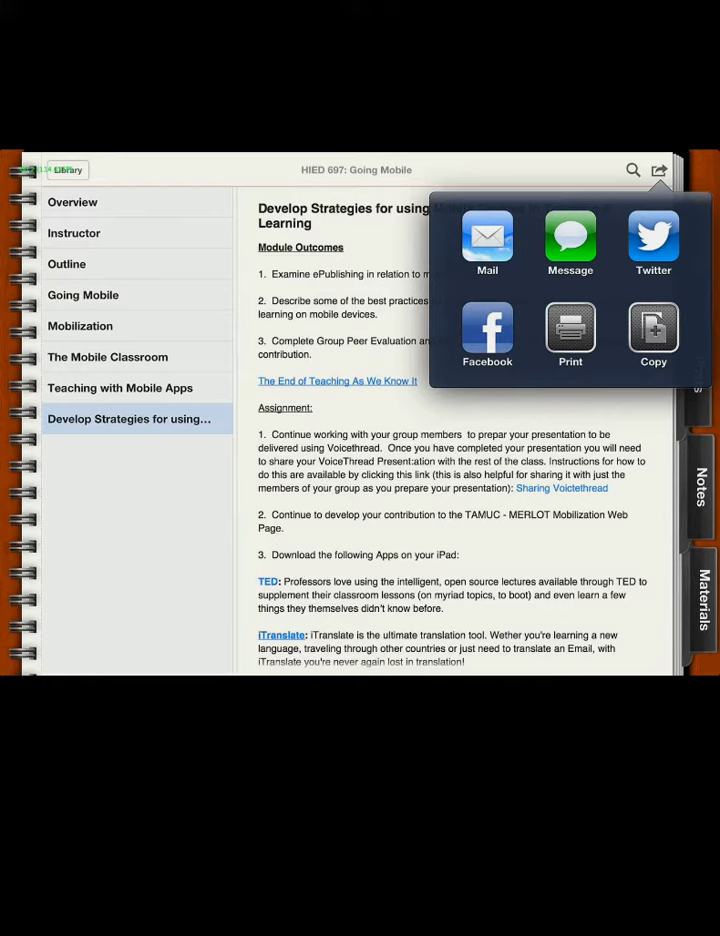 Library
HIED 697: Going Mobile
Overview
Instructor
Outline
Going Mobile
Mobilization
The Mobile Classroom
Teaching with Mobile Apps
Develop Strategies for using...
Develop Strategies for using
Learning
Module Outcomes
1. Examine ePublishing in relation to
2. Describe some of the best practices
learning on mobile devices.
3. Complete Group Peer Evaluation
contribution.
The End of Teaching As We Know It
Assignment:
1. Continue working with your group members to prepar your presentation to be
delivered using Voicethread. Once you have completed your presentation you will need
to share your VoiceThread Present:ation with the rest of the class. Instructions for how to
do this are available by clicking this link (this is also helpful for sharing it with just the
members of your group as you prepare your presentation): Sharing Voictethread
2. Continue to develop your contribution to the TAMUC - MERLOT Mobilization Web
Page.
3. Download the following Apps on your iPad:
TED: Professors love using the intelligent, open source lectures available through TED to
supplement their classroom lessons (on myriad topics, to boot) and even learn a few
things they themselves didn't know before.
iTranslate: iTranslate is the ultimate translation tool. Wether you're learning a new
language, traveling through other countries or just need to translate an Email, with
iTranslate you're never again lost in translation!
Mail
Message
Twitter
Facebook
Print
Copy
Notes
Materials